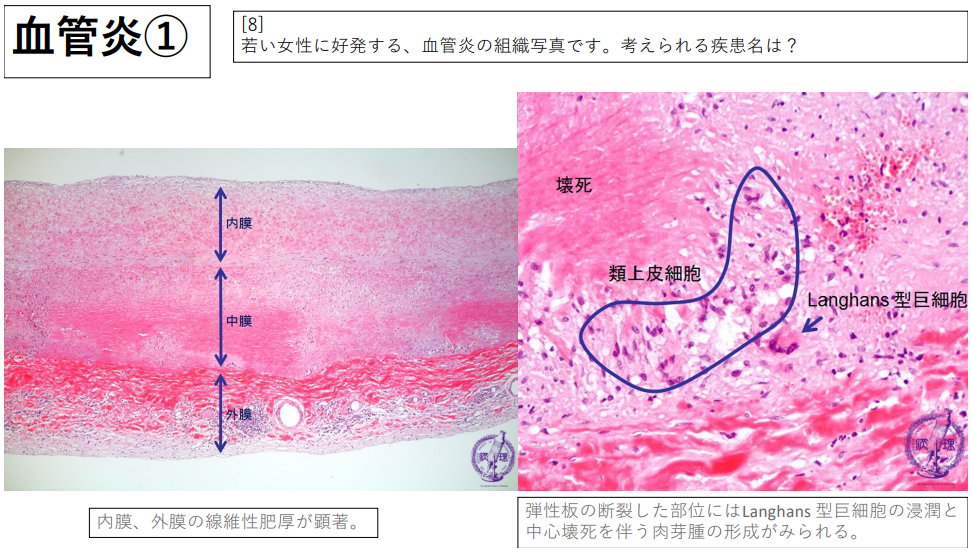 血管炎①
[8]
若い女性に好発する、血管炎の組織写真です。考えられる疾患名は？
内膜
中膜
外膜
病理
内膜、外膜の線維性肥厚が顕著。
壊死
類上皮細胞
Langhans 型巨細胞
病理
弾性板の断裂した部位にはLanghans 型巨細胞の浸潤と
中心壊死を伴う肉芽腫の形成がみられる。